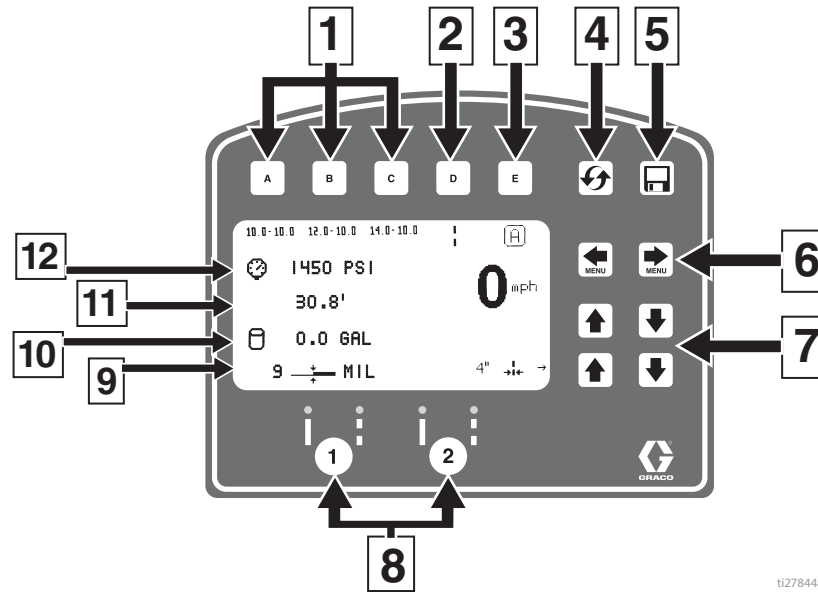 1 2 3 4 5
A B C D E
10.0-10.0 12.0-10.0 14.0-10.0 A
12
1450 PSI
0 mph
MENU MENU
6
11
30.8'
10
0.0 GAL
7
9
9 MIL 4"
1 2
GRACO
8
ti27844